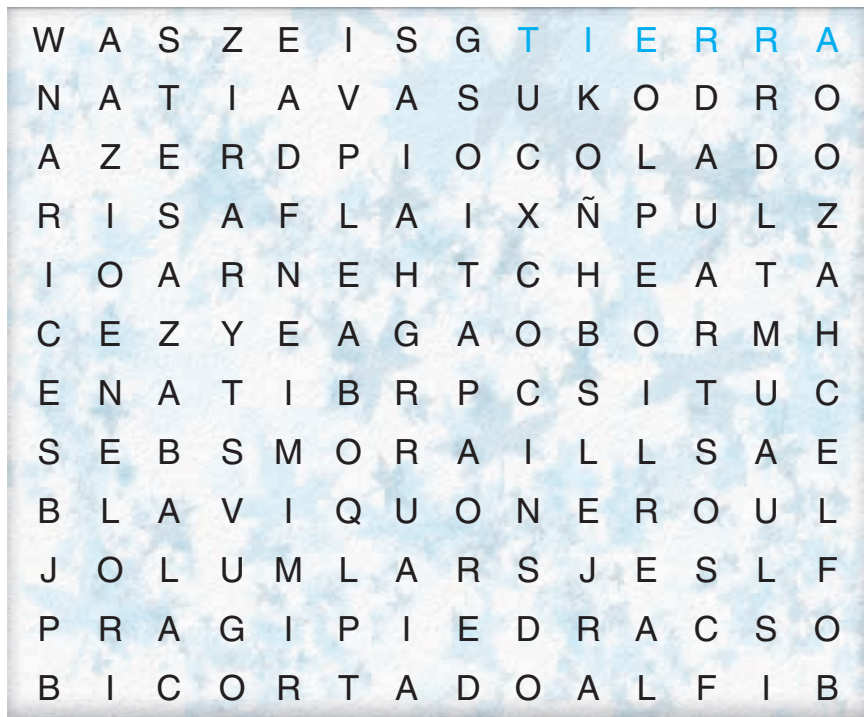 W A S Z E I S G T I E R R A
N A T I A V A S U K O D R O
A Z E R D P I O C O L A D O
R I S A F L A I X Ñ P U L Z
I O A R N E H T C H E A T A
C E Z Y E A G A O B O R M H
E N A T I B R P C S I T U C
S E B S M O R A I L L S A E
B L A V I Q U O N E R O U L
J O L U M L A R S J E S L F
P R A G I P I E D R A C S O
B I C O R T A D O A L F I B